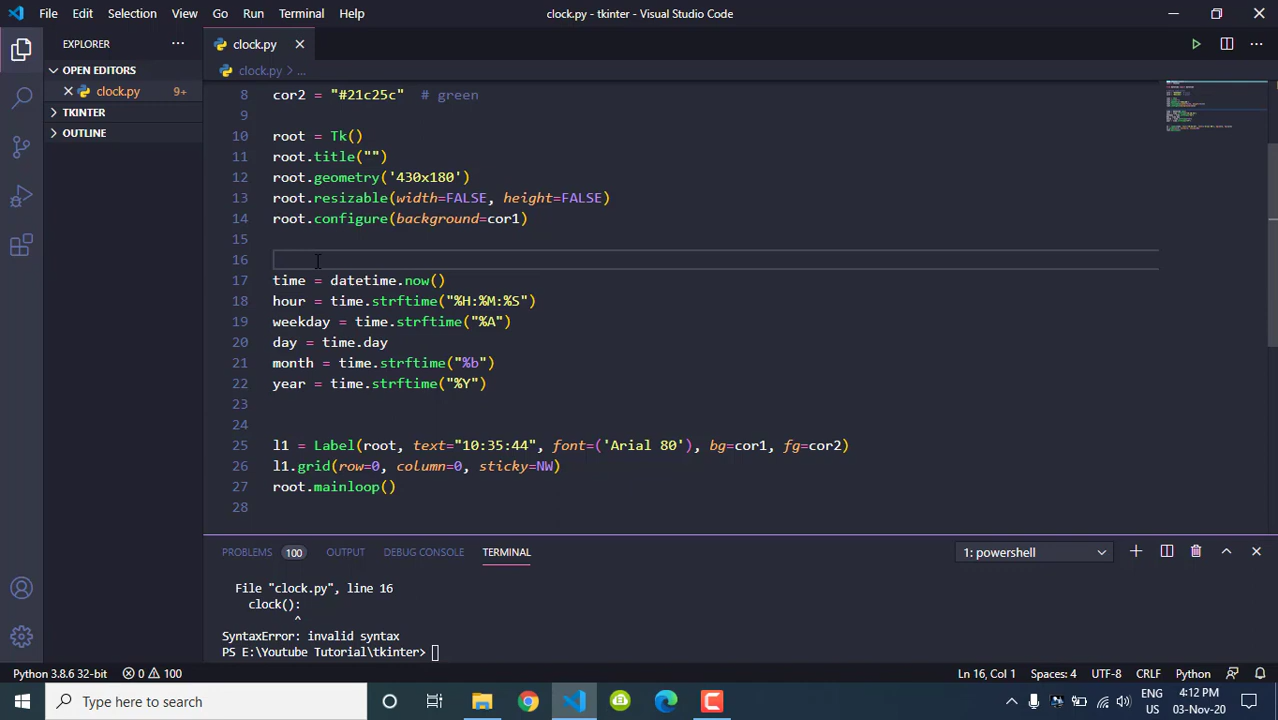 File Edit Selection View Go Run Terminal Help clock.py - tkinter - Visual Studio Code
EXPLORER
clock.py
OPEN EDITORS
clock.py > ...
clock.py 9+
TKINTER
OUTLINE
8 cor2 = "#21c25c" # green
9
10 root = Tk()
11 root.title("")
12 root.geometry('430x180')
13 root.resizable(width=FALSE, height=FALSE)
14 root.configure(background=cor1)
15
16
17 time = datetime.now()
18 hour = time.strftime("%H:%M:%S")
19 weekday = time.strftime("%A")
20 day = time.day
21 month = time.strftime("%b")
22 year = time.strftime("%Y")
23
24
25 l1 = Label(root, text="10:35:44", font=('Arial 80'), bg=cor1, fg=cor2)
26 l1.grid(row=0, column=0, sticky=NW)
27 root.mainloop()
28
PROBLEMS 100 OUTPUT DEBUG CONSOLE TERMINAL 1: powershell
File "clock.py", line 16
clock():
^
SyntaxError: invalid syntax
PS E:\Youtube Tutorial\tkinter>
Python 3.8.6 32-bit 0 100 Ln 16, Col 1 Spaces: 4 UTF-8 CRLF Python
Type here to search
ENG
US
4:12 PM
03-Nov-20